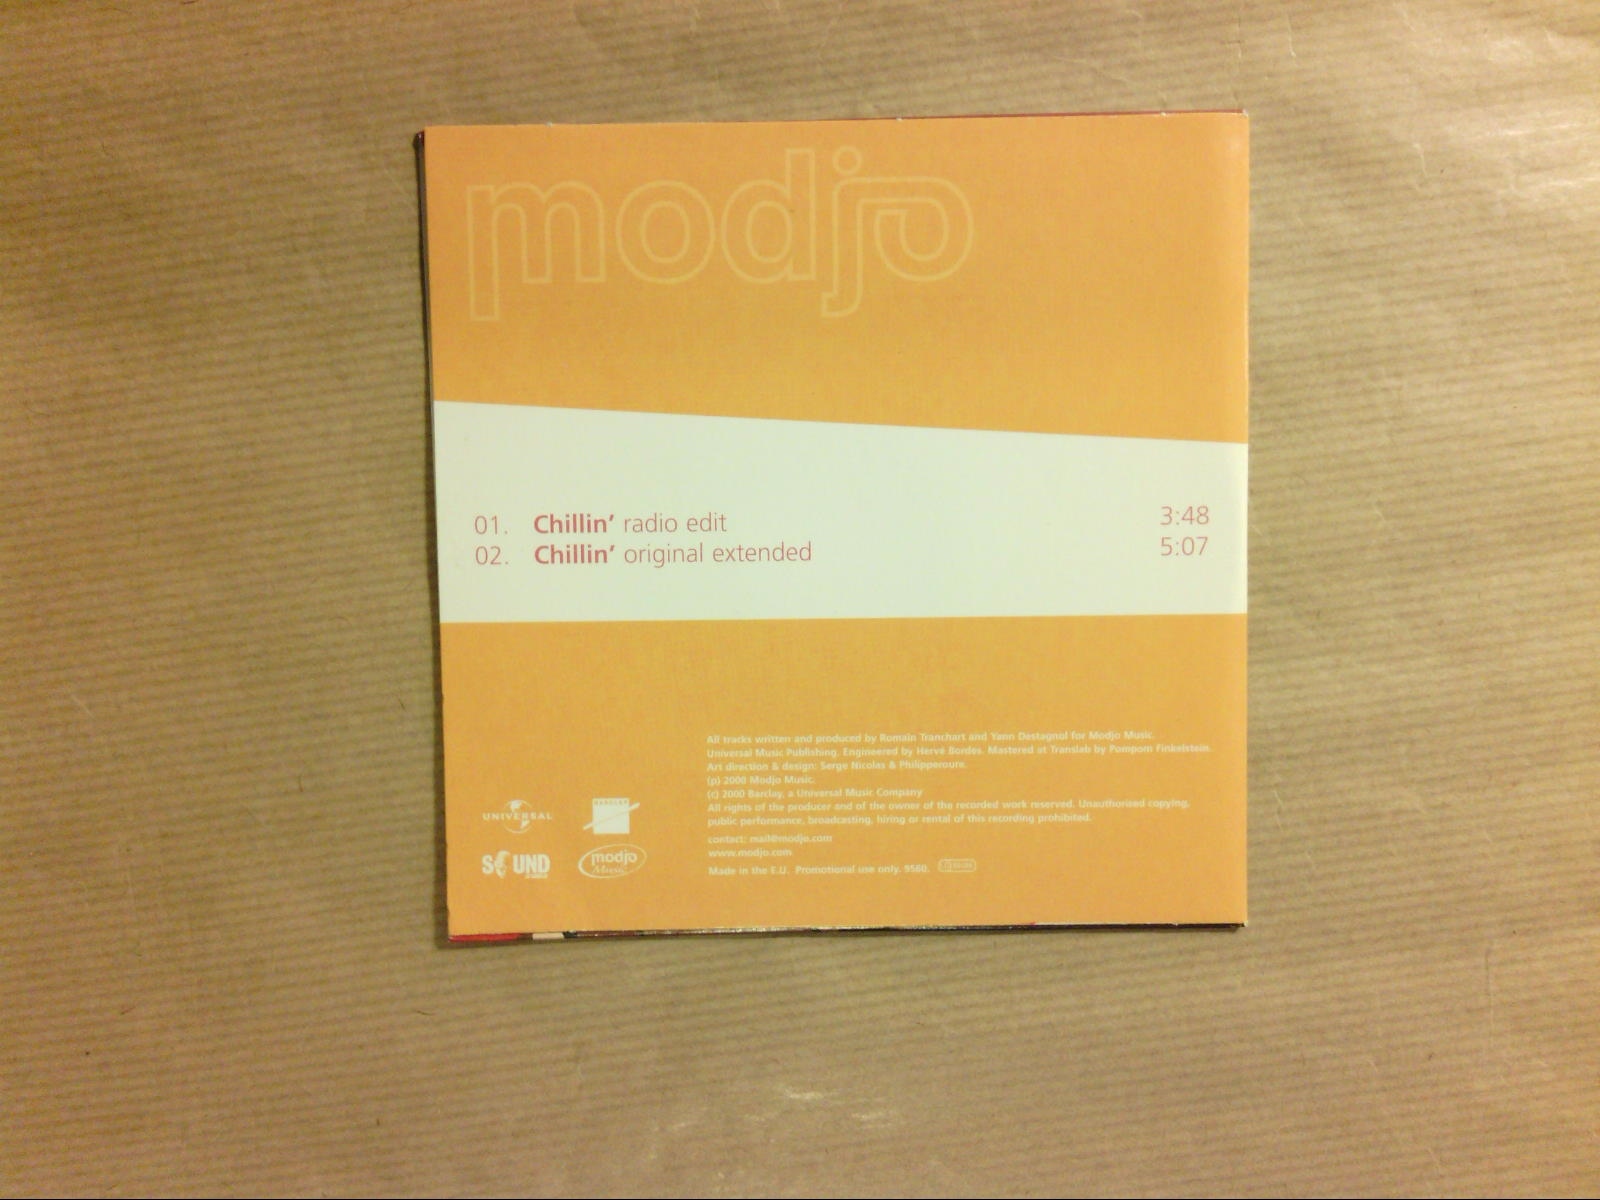 modjo
01. Chillin' radio edit 3:48
02. Chillin' original extended 5:07
All tracks written and produced by Romain Tranchart and Yann Destagnol for Modjo Music.
Universal Music Publishing. Engineered by Hervé Bordes. Mastered at Translab by Pompom Finkelstein.
Art direction & design: Serge Nicolas & Philipperoure.
(p) 2000 Modjo Music.
(c) 2000 Barclay, a Universal Music Company
All rights of the producer and of the owner of the recorded work reserved. Unauthorized copying,
public performance, broadcasting, hiring or rental of this recording prohibited.
contact: mail@modjo.com
www.modjo.com
Made in the E.U. Promotional use only. 9560.
UNIVERSAL
BARCLAY
SOUND
modjo
Music